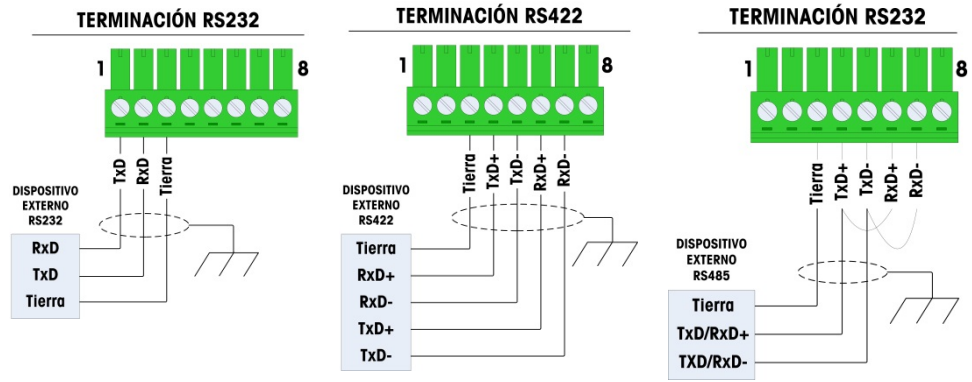 TERMINACIÓN RS232
1
8
TxD
RxD
Tierra
DISPOSITIVO
EXTERNO
RS232
RxD
TxD
Tierra
TERMINACIÓN RS422
1
8
Tierra
TxD+
TxD-
RxD+
RxD-
DISPOSITIVO
EXTERNO
RS422
Tierra
RxD+
RxD-
TxD+
TxD-
TERMINACIÓN RS232
1
8
Tierra
TxD+
TxD-
RxD+
RxD-
DISPOSITIVO
EXTERNO
RS485
Tierra
TxD/RxD+
TXD/RxD-